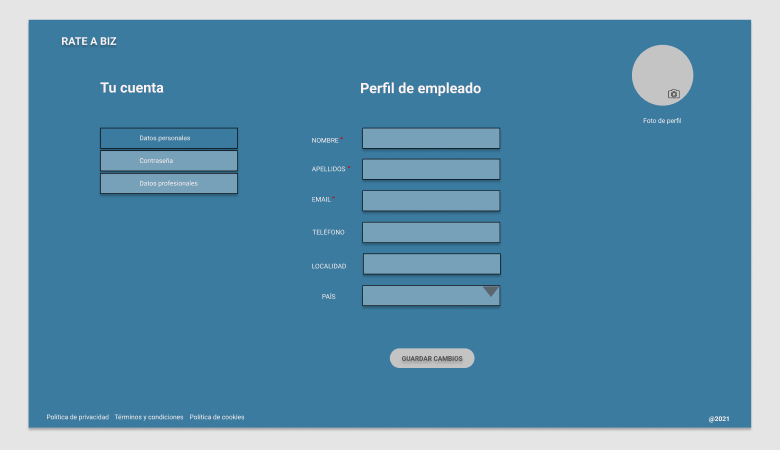 RATE A BIZ
Tu cuenta
Datos personales
Contraseña
Datos profesionales
Perfil de empleado
NOMBRE *
APELLIDOS *
EMAIL *
TELÉFONO
LOCALIDAD
PAÍS
GUARDAR CAMBIOS
Foto de perfil
Política de privacidad Términos y condiciones Política de cookies
@2021